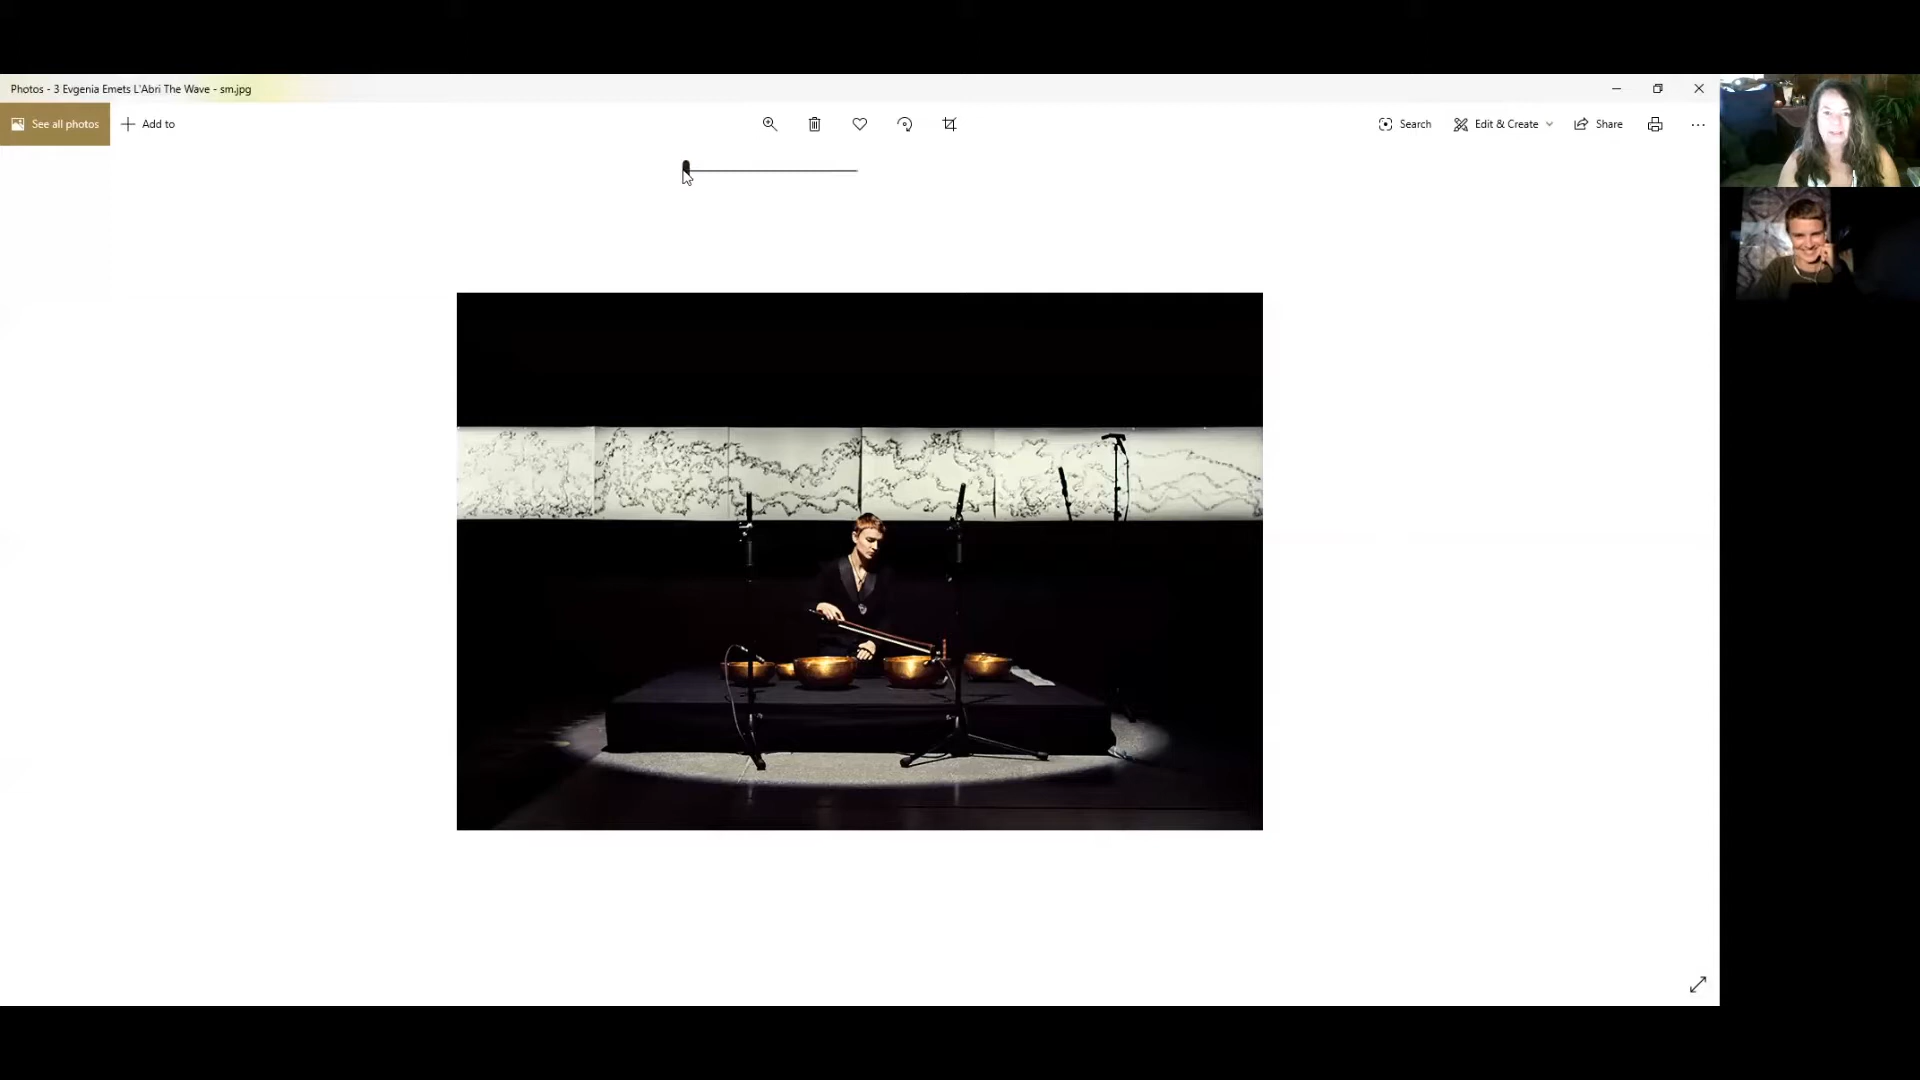 Photos - 3 Evgenia Emets L'Abri The Wave - sm.jpg
See all photos
Add to
Search
Edit & Create
Share